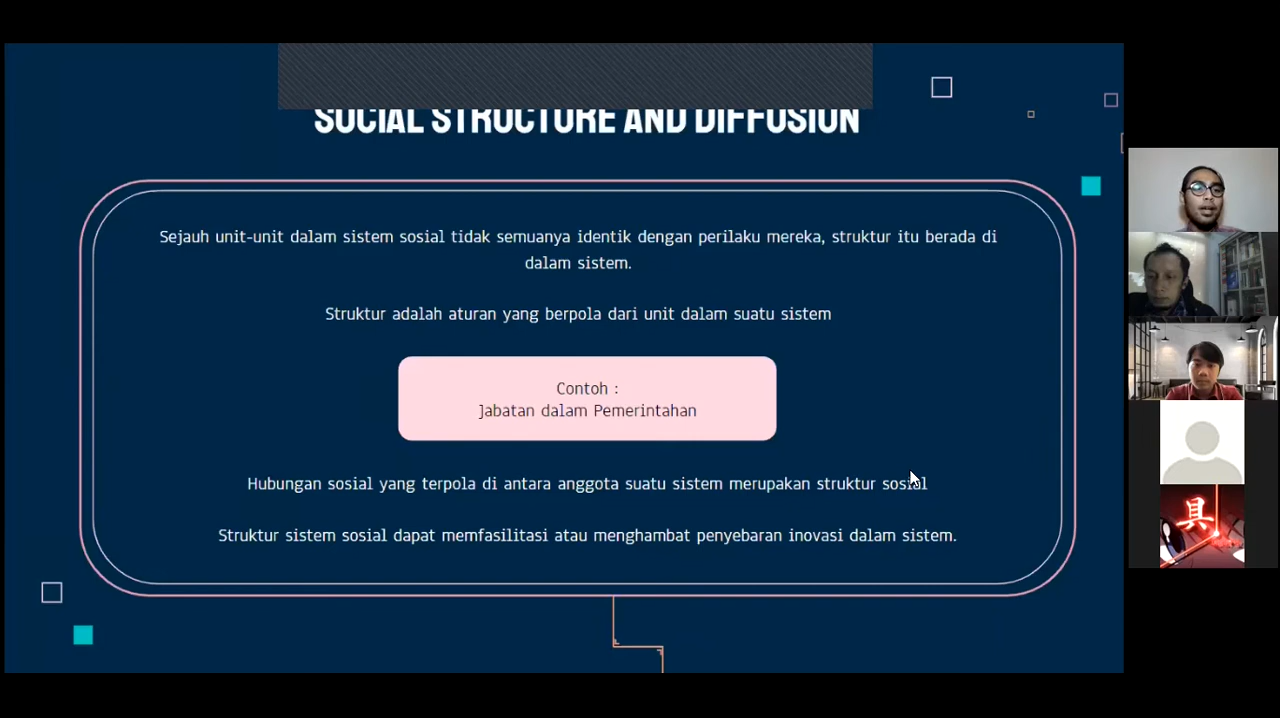 SOCIAL STRUCTURE AND DIFFUSION
Sejauh unit-unit dalam sistem sosial tidak semuanya identik dengan perilaku mereka, struktur itu berada di
dalam sistem.
Struktur adalah aturan yang berpola dari unit dalam suatu sistem
Contoh :
Jabatan dalam Pemerintahan
Hubungan sosial yang terpola di antara anggota suatu sistem merupakan struktur sosial
Struktur sistem sosial dapat memfasilitasi atau menghambat penyebaran inovasi dalam sistem.
具